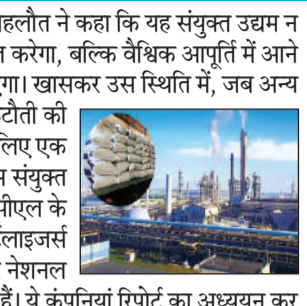 हलौत ने कहा कि यह संयुक्त उद्यम न
करेगा, बल्कि वैश्विक आपूर्ति में आने
गा। खासकर उस स्थिति में, जब अन्य
टौती की
लिए एक
संयुक्त
पीएल के
लाइजर्स
नेशनल
हैं। ये कंपनियां रिपोर्ट का अध्ययन कर